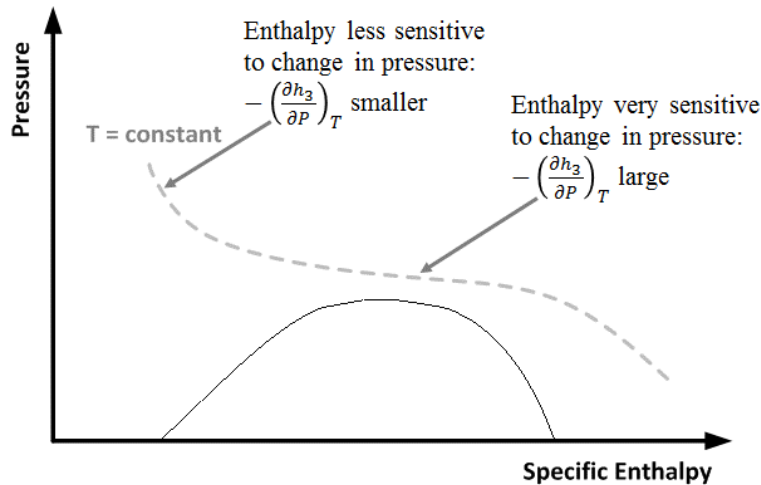 Pressure
Enthalpy less sensitive
to change in pressure:
−(∂h₃/∂P)_T smaller
T = constant
Enthalpy very sensitive
to change in pressure:
−(∂h₃/∂P)_T large
Specific Enthalpy